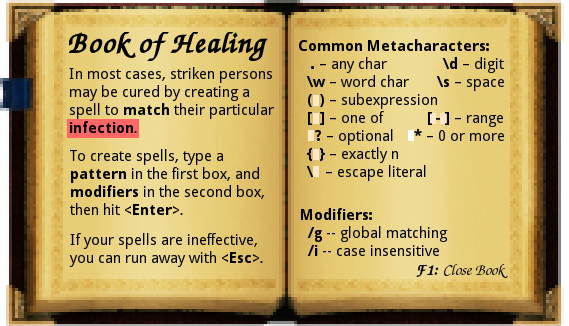 Book of Healing
In most cases, striken persons
may be cured by creating a
spell to match their particular
infection.
To create spells, type a
pattern in the first box, and
modifiers in the second box,
then hit <Enter>.
If your spells are ineffective,
you can run away with <Esc>.
Common Metacharacters:
. – any char \d – digit
\w – word char \s – space
( ) – subexpression
[ ] – one of [ - ] – range
? – optional * – 0 or more
{ } – exactly n
\ – escape literal
Modifiers:
/g -- global matching
/i -- case insensitive
F1: Close Book